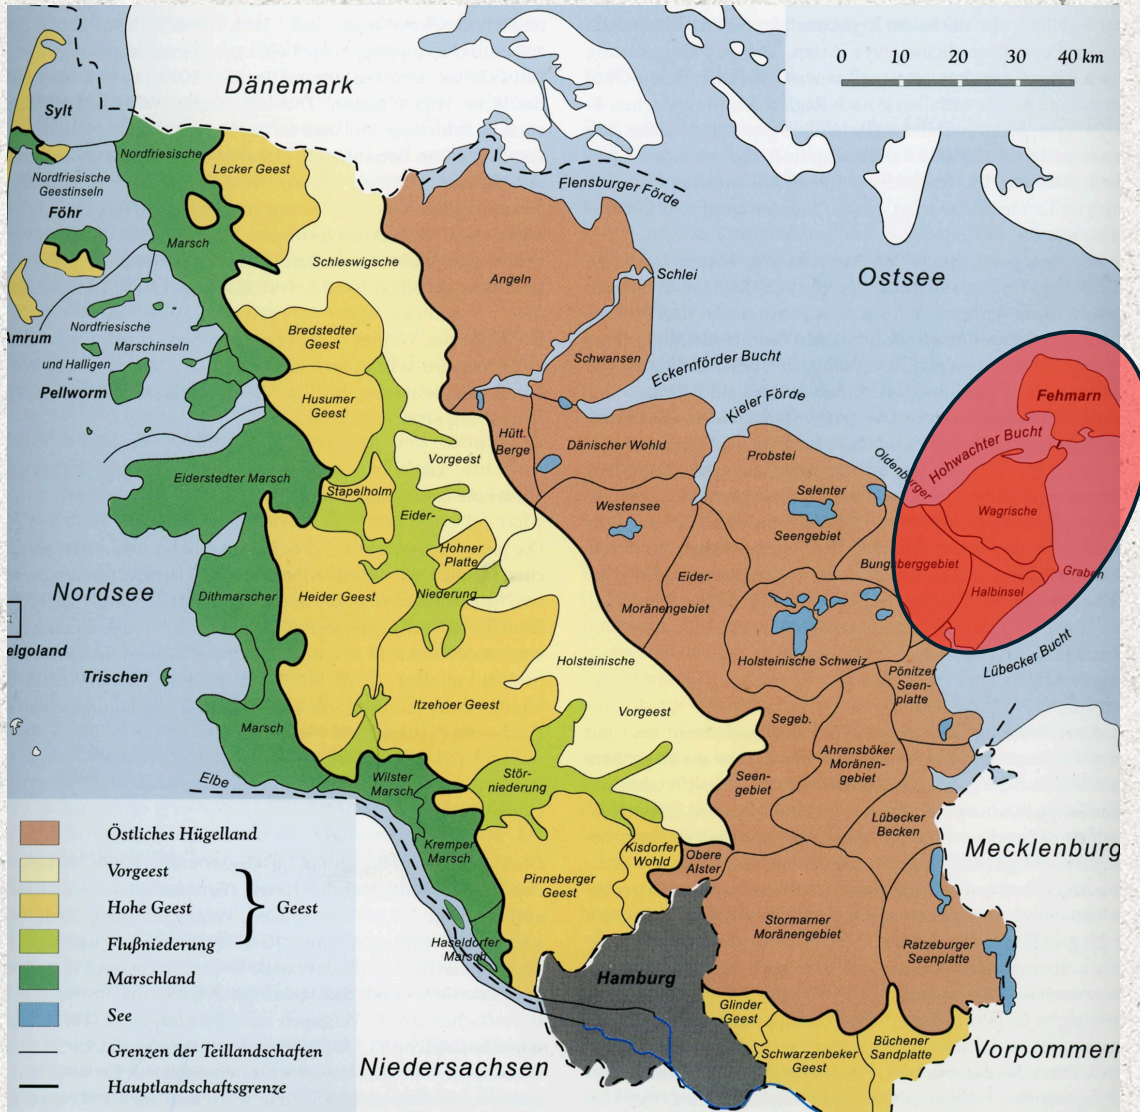 0 10 20 30 40 km
Dänemark
Sylt
Nordfriesische
Lecker Geest
Nordfriesische
Geestinseln
Flensburger Förde
Föhr
Marsch
Schleswigsche
Angeln
Schlei
Ostsee
Amrum
Nordfriesische
Marschinseln
und Halligen
Pellworm
Bredstedter
Geest
Schwansen
Eckernförder Bucht
Husumer
Geest
Kieler Förde
Fehmarn
Hütt.
Berge
Dänischer Wohld
Vorgeest
Probstei
Oldenburger
Hohwachter Bucht
Eiderstedter Marsch
Stapelholm
Eider-
Westensee
Selenter
Seengebiet
Wagrische
Hohner
Platte
Niederung
Nordsee
Dithmarscher
Heider Geest
Eider-
Moränengebiet
Bungsberggebiet
Graben
Halbinsel
elgoland
Trischen
Holsteinische
Holsteinische Schweiz
Lübecker Bucht
Pönitzer
Seen-
platte
Marsch
Itzehoer Geest
Vorgeest
Segeb.
Seen-
gebiet
Ahrensböker
Moränen-
gebiet
Elbe
Wilster
Marsch
Stör-
niederung
Lübecker
Becken
Kremper
Marsch
Kisdorfer
Wohld
Obere
Alster
Mecklenburg
Pinneberger
Geest
Haseldorfer
Marsch
Stormarner
Moränengebiet
Ratzeburger
Seenplatte
Hamburg
Glinder
Geest
Schwarzenbeker
Geest
Büchener
Sandplatte
Niedersachsen
Vorpommern
Östliches Hügelland
Vorgeest
Hohe Geest
Geest
Flußniederung
Marschland
See
Grenzen der Teillandschaften
Hauptlandschaftsgrenze